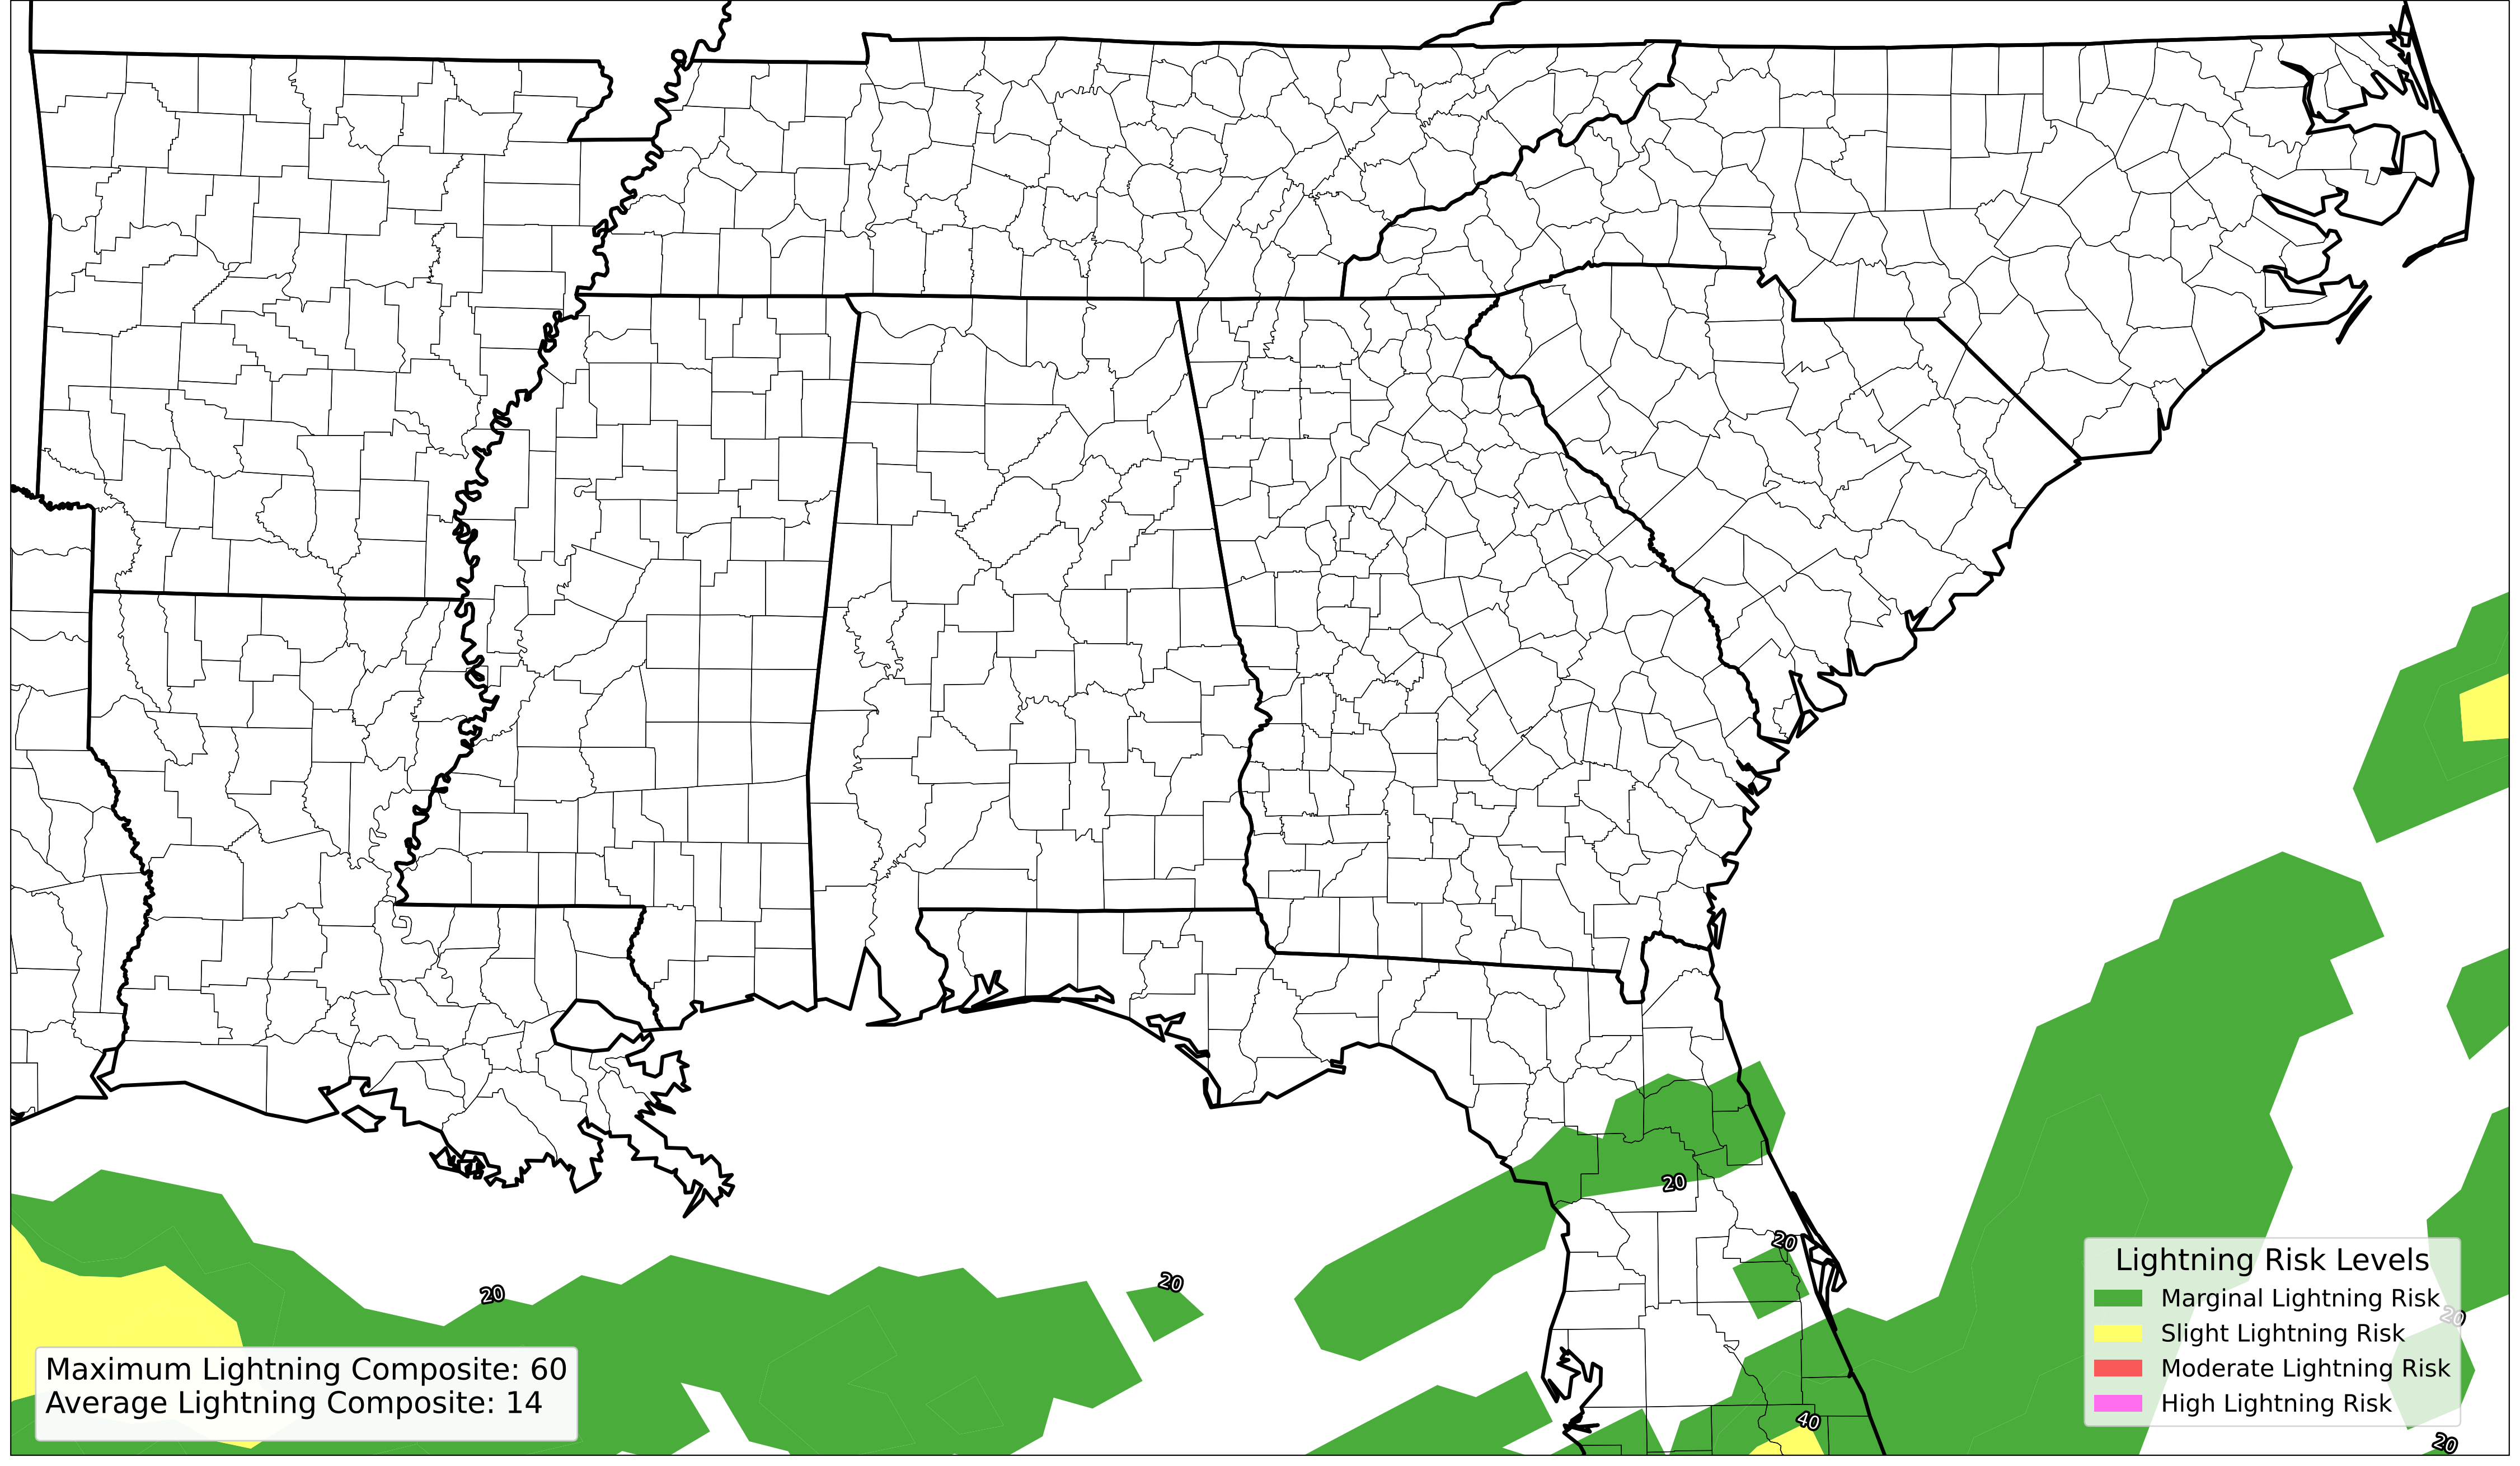 20
20
20
20
Lightning Risk Levels
Marginal Lightning Risk
20
Slight Lightning Risk
Moderate Lightning Risk
High Lightning Risk
Maximum Lightning Composite: 60
Average Lightning Composite: 14
40
20